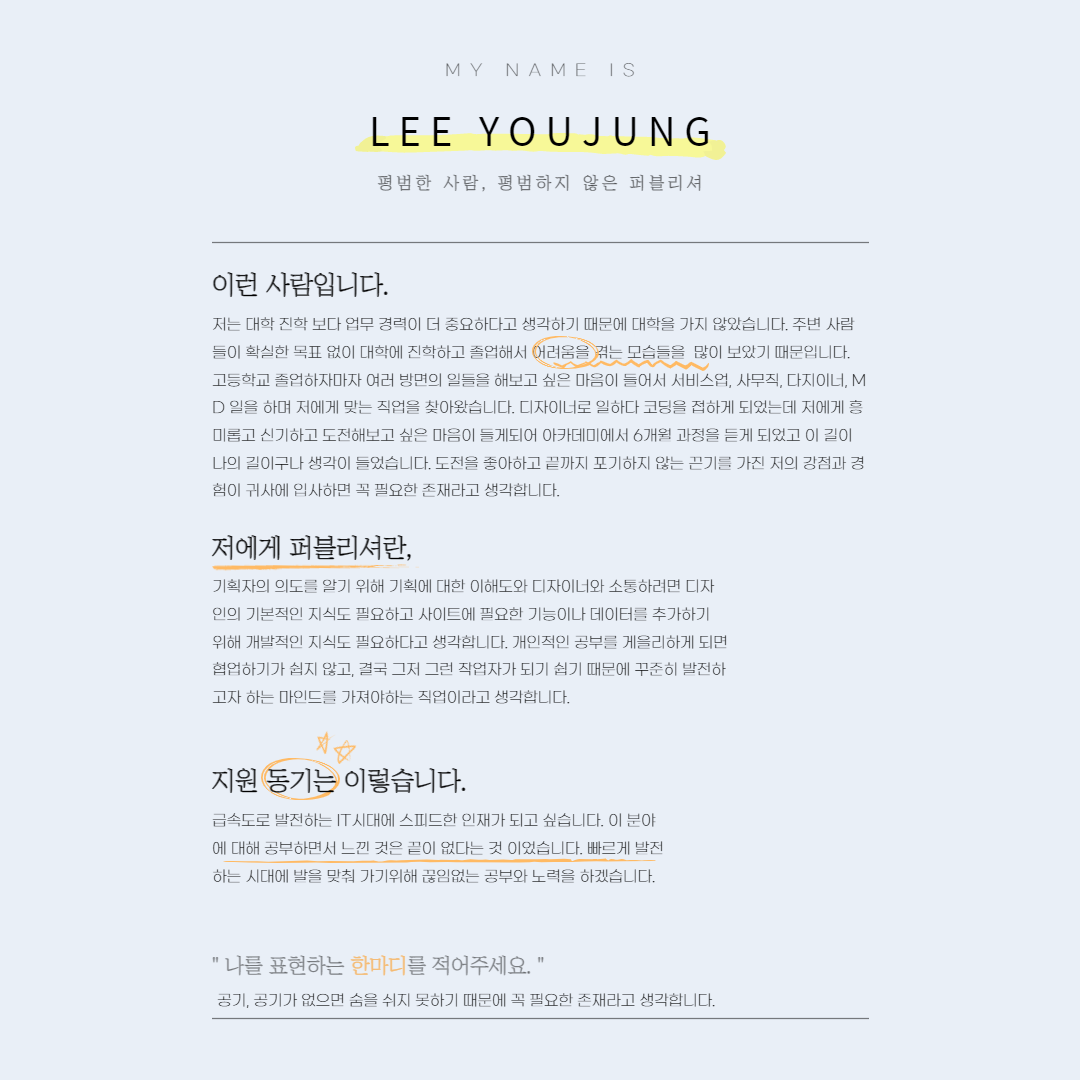 MY NAME IS
LEE YOUJUNG
평범한 사람, 평범하지 않은 퍼블리셔
이런 사람입니다.
저는 대학 진학 보다 업무 경력이 더 중요하다고 생각하기 때문에 대학을 가지 않았습니다. 주변 사람
들이 확실한 목표 없이 대학에 진학하고 졸업해서 어려움을 겪는 모습들을 많이 보았기 때문입니다.
고등학교 졸업하자마자 여러 방면의 일들을 해보고 싶은 마음이 들어서 서비스업, 사무직, 다지이너, M
D 일을 하며 저에게 맞는 직업을 찾아왔습니다. 디자이너로 일하다 코딩을 접하게 되었는데 저에게 흥
미롭고 신기하고 도전해보고 싶은 마음이 들게되어 아카데미에서 6개월 과정을 듣게 되었고 이 길이
나의 길이구나 생각이 들었습니다. 도전을 좋아하고 끝까지 포기하지 않는 끈기를 가진 저의 강점과 경
험이 귀사에 입사하면 꼭 필요한 존재라고 생각합니다.
저에게 퍼블리셔란,
기획자의 의도를 알기 위해 기획에 대한 이해도와 디자이너와 소통하려면 디자
인의 기본적인 지식도 필요하고 사이트에 필요한 기능이나 데이터를 추가하기
위해 개발적인 지식도 필요하다고 생각합니다. 개인적인 공부를 게을리하게 되면
협업하기가 쉽지 않고, 결국 그저 그런 작업자가 되기 쉽기 때문에 꾸준히 발전하
고자 하는 마인드를 가져야하는 직업이라고 생각합니다.
지원 동기는 이렇습니다.
급속도로 발전하는 IT시대에 스피드한 인재가 되고 싶습니다. 이 분야
에 대해 공부하면서 느낀 것은 끝이 없다는 것 이었습니다. 빠르게 발전
하는 시대에 발을 맞춰 가기위해 끊임없는 공부와 노력을 하겠습니다.
" 나를 표현하는 한마디를 적어주세요. "
공기, 공기가 없으면 숨을 쉬지 못하기 때문에 꼭 필요한 존재라고 생각합니다.